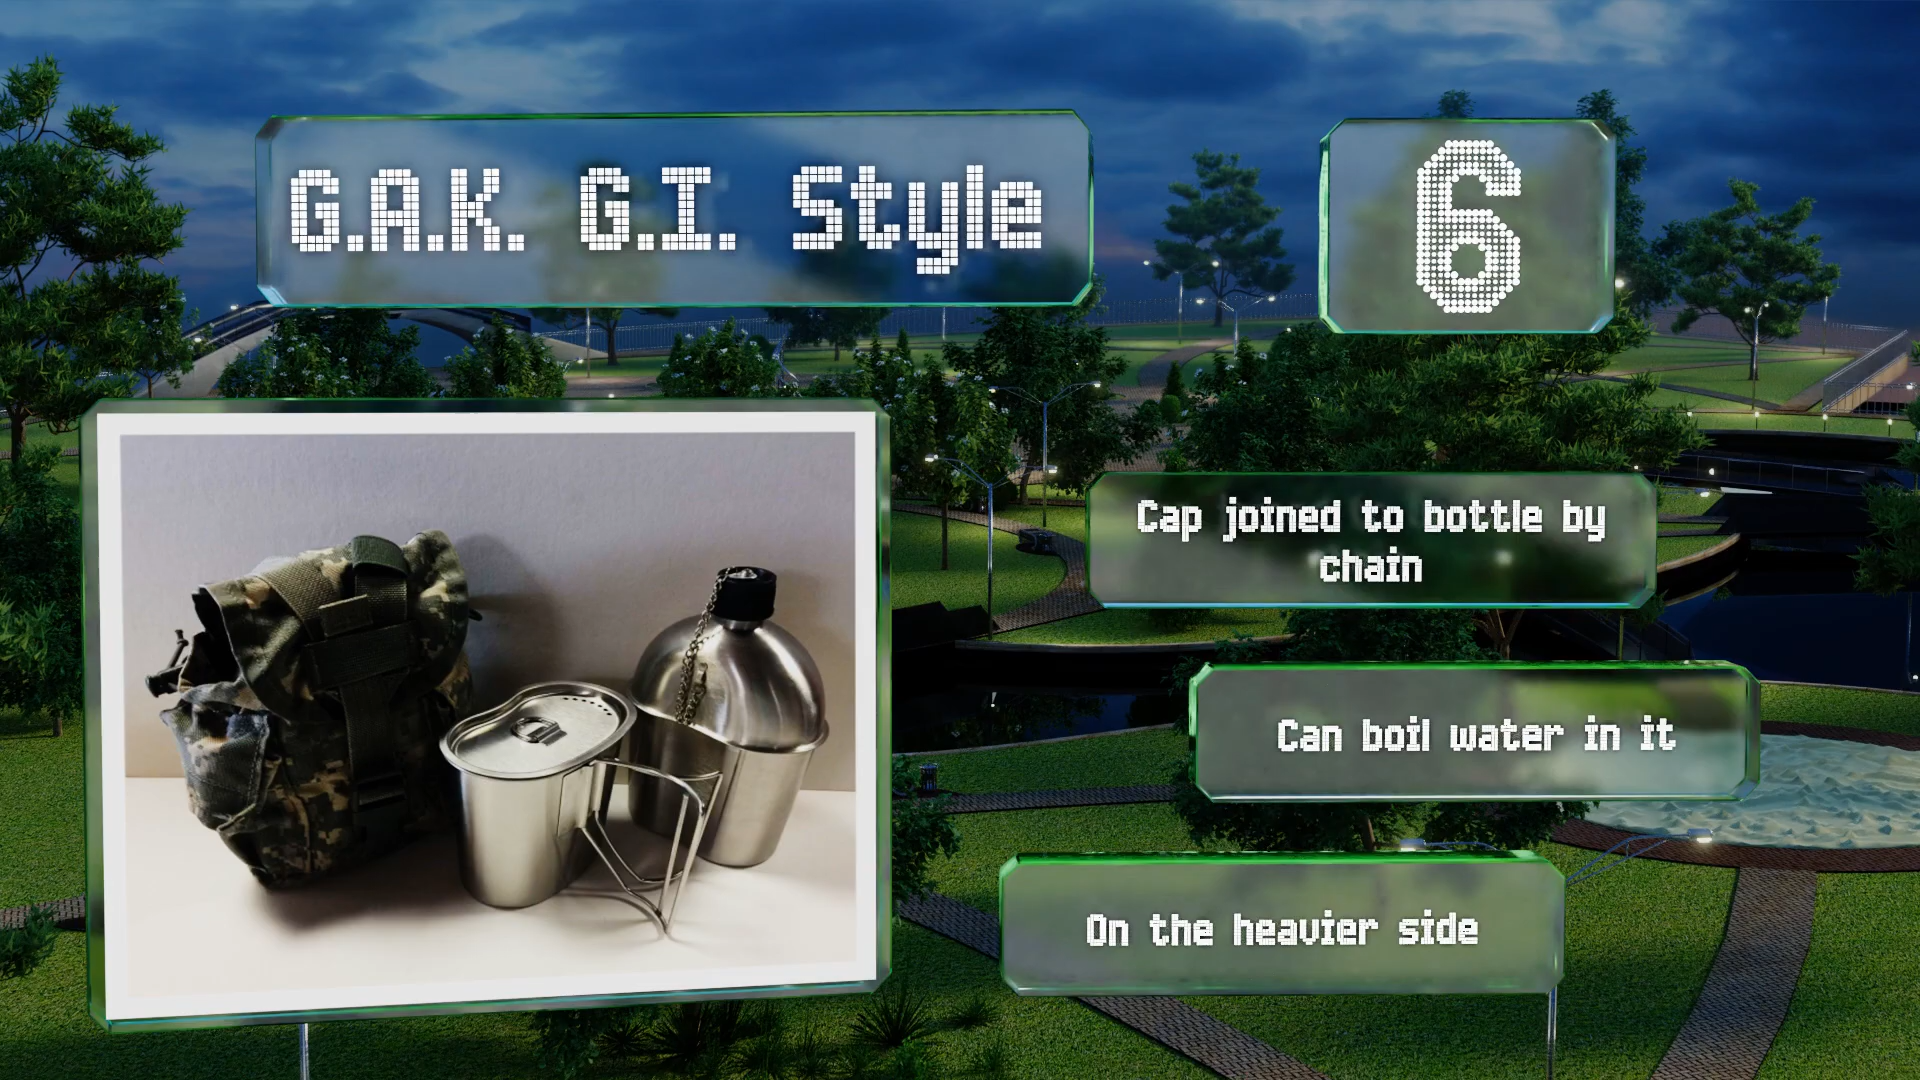 G.A.K. G.I. Style
6
Cap joined to bottle by
chain
Can boil water in it
On the heavier side